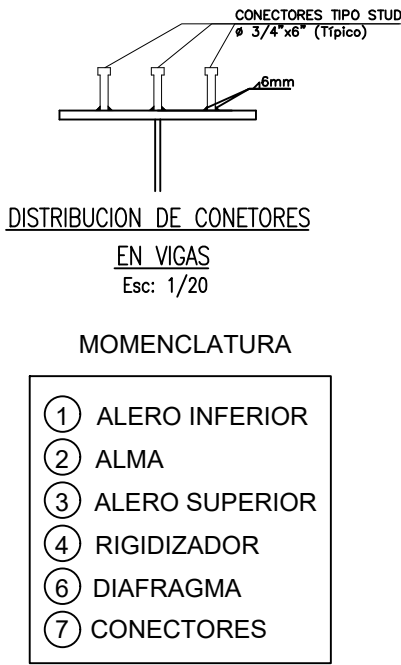 CONECTORES TIPO STUD
ø 3/4"x6" (Típico)
6mm
DISTRIBUCION DE CONETORES
EN VIGAS
Esc: 1/20
MOMENCLATURA
1 ALERO INFERIOR
2 ALMA
3 ALERO SUPERIOR
4 RIGIDIZADOR
6 DIAFRAGMA
7 CONECTORES